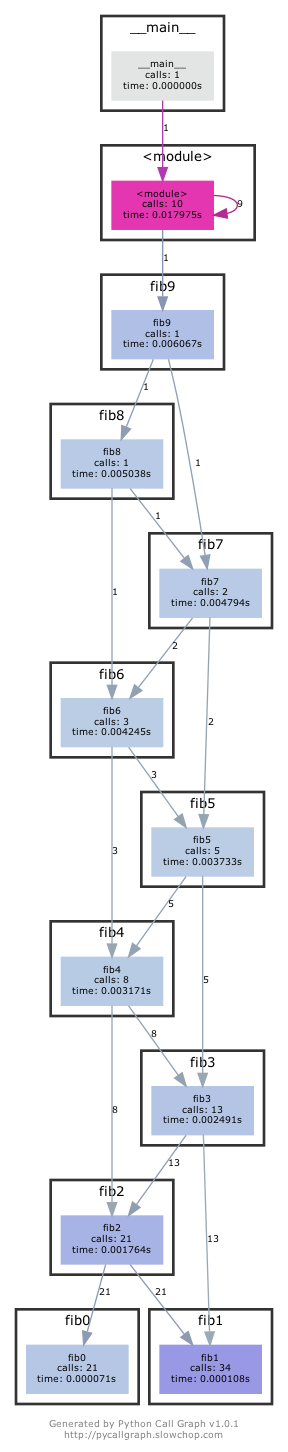 __main__
__main__
calls: 1
time: 0.000000s
1
<module>
<module>
calls: 10
time: 0.017975s
9
1
fib9
fib9
calls: 1
time: 0.006067s
1
fib8
fib8
calls: 1
time: 0.005038s
1
1
fib7
fib7
calls: 2
time: 0.004794s
1
2
fib6
fib6
calls: 3
time: 0.004245s
2
3
fib5
fib5
calls: 5
time: 0.003733s
3
5
fib4
fib4
calls: 8
time: 0.003171s
5
8
fib3
fib3
calls: 13
time: 0.002491s
8
13
fib2
fib2
calls: 21
time: 0.001764s
13
21
21
fib0
fib0
calls: 21
time: 0.000071s
fib1
fib1
calls: 34
time: 0.000108s
Generated by Python Call Graph v1.0.1
http://pycallgraph.slowchop.com